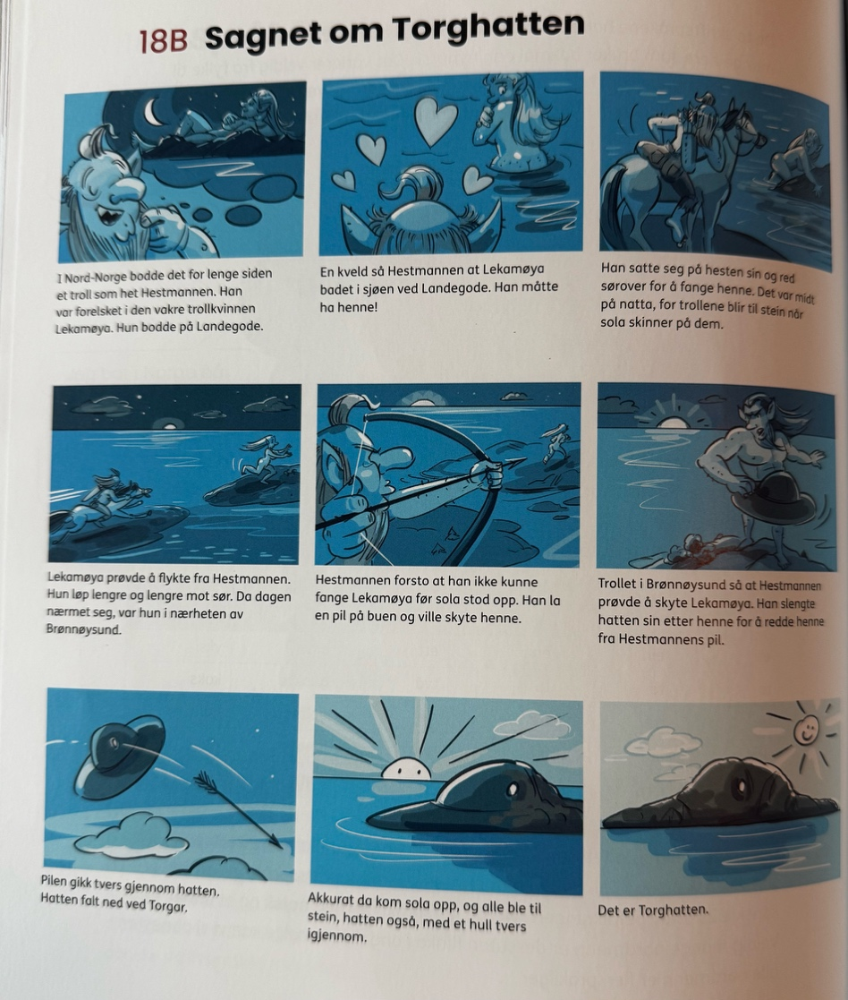 18B Sagnet om Torghatten
I Nord-Norge bodde det for lenge siden
et troll som het Hestmannen. Han
var forelsket i den vakre trollkvinnen
Lekamøya. Hun bodde på Landegode.
En kveld så Hestmannen at Lekamøya
badet i sjøen ved Landegode. Han måtte
ha henne!
Han satte seg på hesten sin og red
sørover for å fange henne. Det var midt
på natta, for trollene blir til stein når
sola skinner på dem.
Lekamøya prøvde å flykte fra Hestmannen.
Hun løp lengre og lengre mot sør. Da dagen
nærmet seg, var hun i nærheten av
Brønnøysund.
Hestmannen forsto at han ikke kunne
fange Lekamøya før sola stod opp. Han la
en pil på buen og ville skyte henne.
Trollet i Brønnøysund så at Hestmannen
prøvde å skyte Lekamøya. Han slengte
hatten sin etter henne for å redde henne
fra Hestmannens pil.
Pilen gikk tvers gjennom hatten.
Hatten falt ned ved Torgar.
Akkurat da kom sola opp, og alle ble til
stein, hatten også, med et hull tvers
igjennom.
Det er Torghatten.